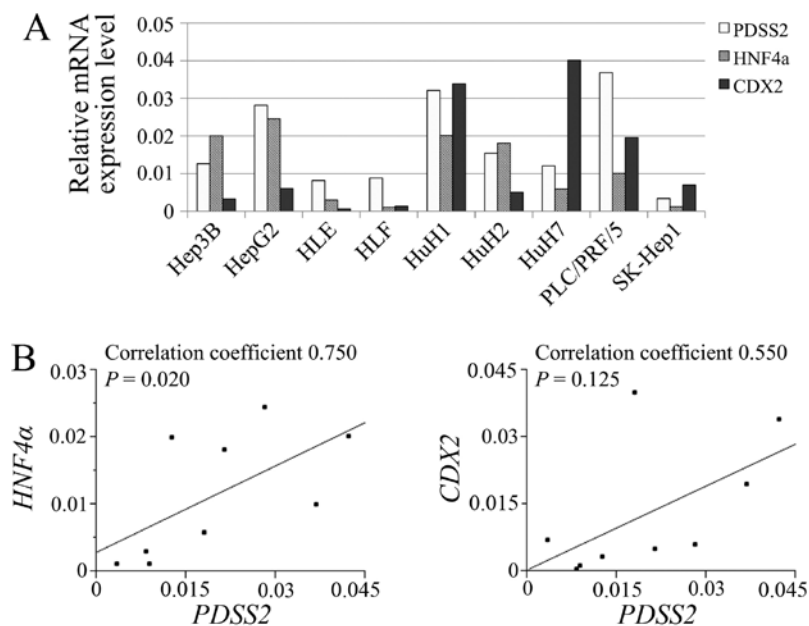 A
Relative mRNA
expression level
0.05
0.04
0.03
0.02
0.01
0
PDSS2
HNF4a
CDX2
Hep3B
HepG2
HLE
HLF
HuH1
HuH2
HuH7
PLC/PRF/5
SK-Hep1
B
Correlation coefficient 0.750
P = 0.020
HNF4α
0.03
0.02
0.01
0
0
0.015
0.03
0.045
PDSS2
Correlation coefficient 0.550
P = 0.125
CDX2
0.045
0.03
0.015
0
0
0.015
0.03
0.045
PDSS2